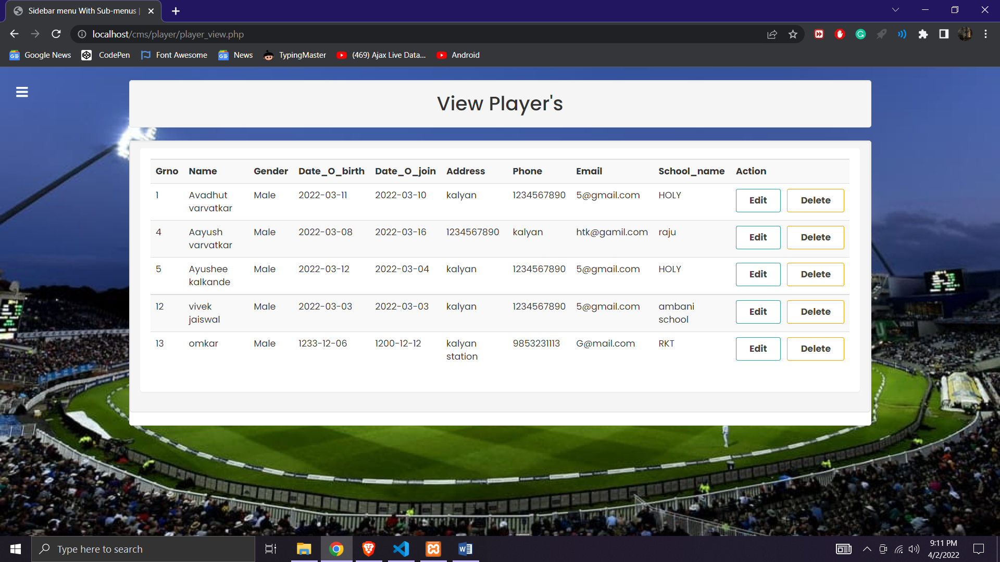 Sidebar menu With Sub-menus |
localhost/cms/player/player_view.php
Google News CodePen Font Awesome News TypingMaster (469) Ajax Live Data... Android
View Player's
Grno Name Gender Date_O_birth Date_O_join Address Phone Email School_name Action
1 Avadhut varvatkar Male 2022-03-11 2022-03-10 kalyan 1234567890 5@gmail.com HOLY Edit Delete
4 Aayush varvatkar Male 2022-03-08 2022-03-16 1234567890 kalyan htk@gamil.com raju Edit Delete
5 Ayushee kalkande Male 2022-03-12 2022-03-04 kalyan 1234567890 5@gmail.com HOLY Edit Delete
12 vivek jaiswal Male 2022-03-03 2022-03-03 kalyan 1234567890 5@gmail.com ambani school Edit Delete
13 omkar Male 1233-12-06 1200-12-12 kalyan station 9853231113 G@mail.com RKT Edit Delete
Type here to search
9:11 PM
4/2/2022